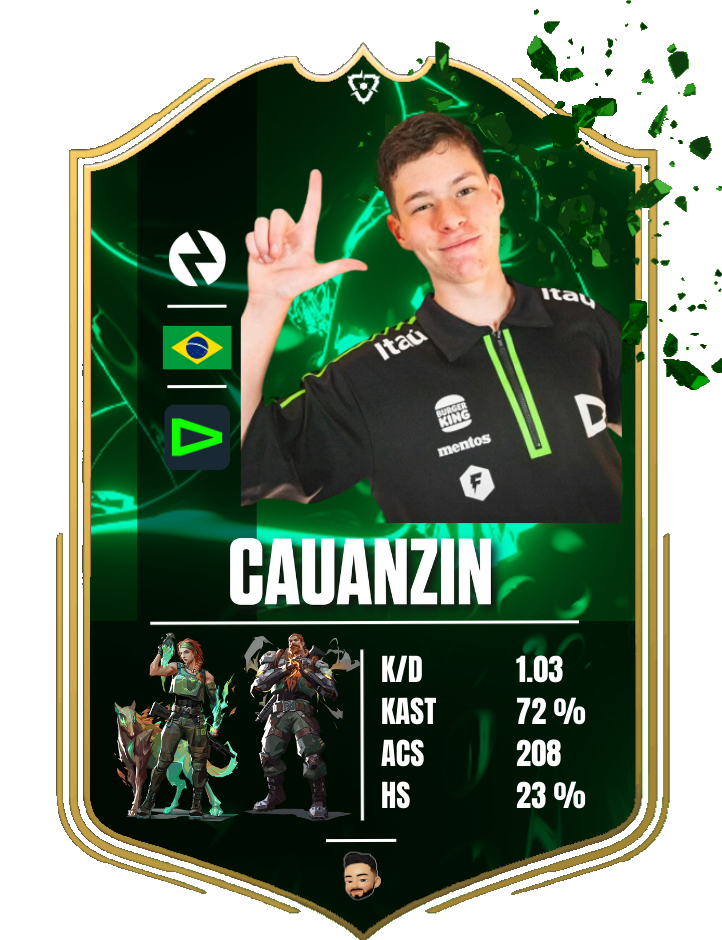 Itaú
Itaú
BURGER
KING
mentos
CAUANZIN
K/D 1.03
KAST 72 %
ACS 208
HS 23 %